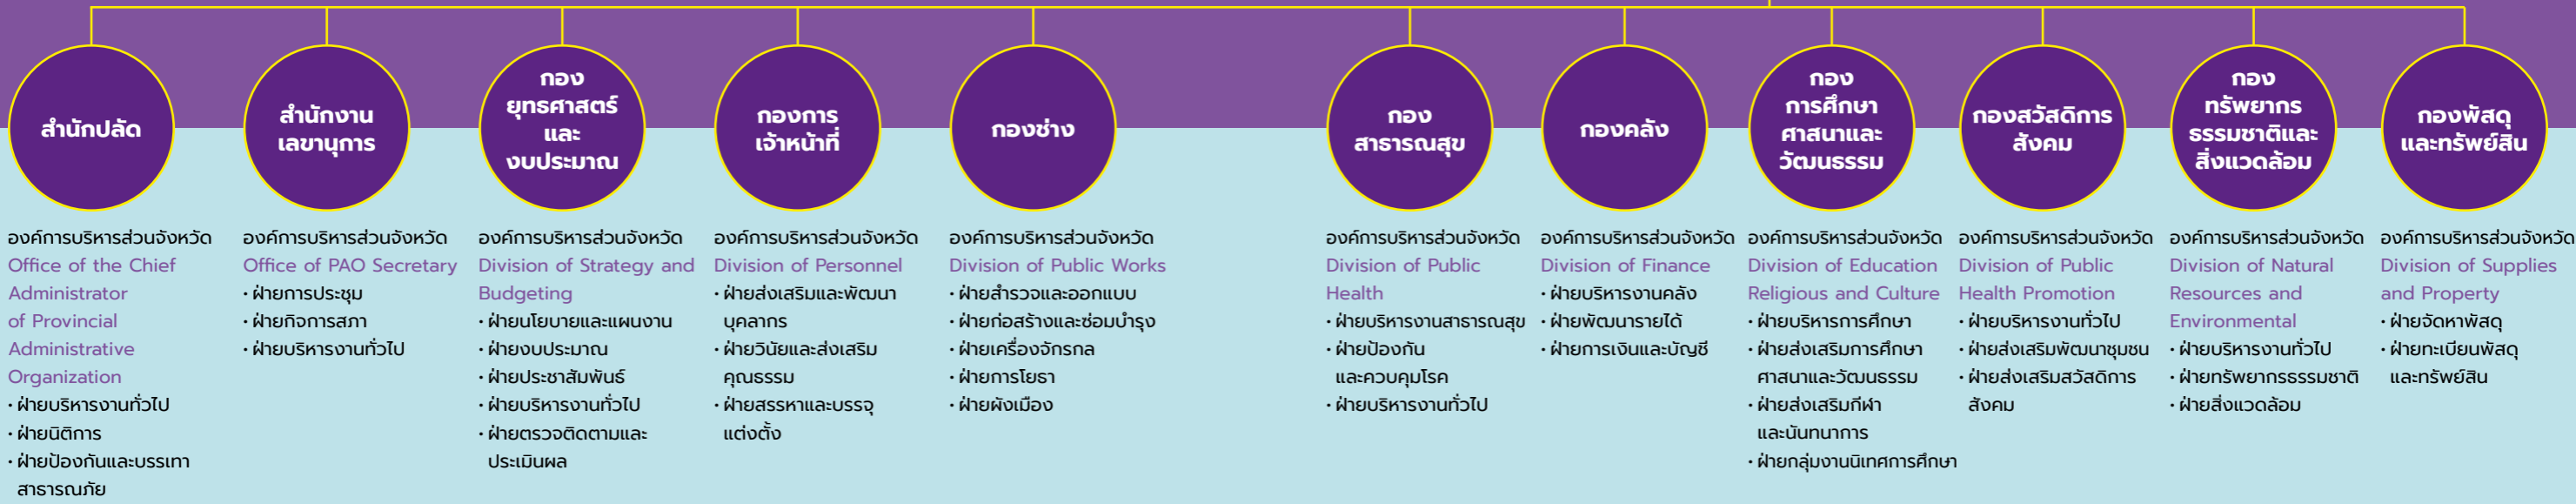 สำนักปลัด
องค์การบริหารส่วนจังหวัด
Office of the Chief
Administrator
of Provincial
Administrative
Organization
• ฝ่ายบริหารงานทั่วไป
• ฝ่ายนิติการ
• ฝ่ายป้องกันและบรรเทา
สาธารณภัย
สำนักงาน
เลขานุการ
องค์การบริหารส่วนจังหวัด
Office of PAO Secretary
• ฝ่ายการประชุม
• ฝ่ายกิจการสภา
• ฝ่ายบริหารงานทั่วไป
กอง
ยุทธศาสตร์
และ
งบประมาณ
องค์การบริหารส่วนจังหวัด
Division of Strategy and
Budgeting
• ฝ่ายนโยบายและแผนงาน
• ฝ่ายงบประมาณ
• ฝ่ายประชาสัมพันธ์
• ฝ่ายบริหารงานทั่วไป
• ฝ่ายตรวจติดตามและ
ประเมินผล
กองการ
เจ้าหน้าที่
องค์การบริหารส่วนจังหวัด
Division of Personnel
• ฝ่ายส่งเสริมและพัฒนา
บุคลากร
• ฝ่ายวินัยและส่งเสริม
คุณธรรม
• ฝ่ายสรรหาและบรรจุ
แต่งตั้ง
กองช่าง
องค์การบริหารส่วนจังหวัด
Division of Public Works
• ฝ่ายสำรวจและออกแบบ
• ฝ่ายก่อสร้างและซ่อมบำรุง
• ฝ่ายเครื่องจักรกล
• ฝ่ายการโยธา
• ฝ่ายผังเมือง
กอง
สาธารณสุข
องค์การบริหารส่วนจังหวัด
Division of Public
Health
• ฝ่ายบริหารงานสาธารณสุข
• ฝ่ายป้องกัน
และควบคุมโรค
• ฝ่ายบริหารงานทั่วไป
กองคลัง
องค์การบริหารส่วนจังหวัด
Division of Finance
• ฝ่ายบริหารงานคลัง
• ฝ่ายพัฒนารายได้
• ฝ่ายการเงินและบัญชี
กอง
การศึกษา
ศาสนาและ
วัฒนธรรม
องค์การบริหารส่วนจังหวัด
Division of Education
Religious and Culture
• ฝ่ายบริหารการศึกษา
• ฝ่ายส่งเสริมการศึกษา
ศาสนาและวัฒนธรรม
• ฝ่ายส่งเสริมกีฬา
และนันทนาการ
• ฝ่ายกลุ่มงานนิเทศการศึกษา
กองสวัสดิการ
สังคม
องค์การบริหารส่วนจังหวัด
Division of Public
Health Promotion
• ฝ่ายบริหารงานทั่วไป
• ฝ่ายส่งเสริมพัฒนาชุมชน
• ฝ่ายส่งเสริมสวัสดิการ
สังคม
กอง
ทรัพยากร
ธรรมชาติและ
สิ่งแวดล้อม
องค์การบริหารส่วนจังหวัด
Division of Natural
Resources and
Environmental
• ฝ่ายบริหารงานทั่วไป
• ฝ่ายทรัพยากรธรรมชาติ
• ฝ่ายสิ่งแวดล้อม
กองพัสดุ
และทรัพย์สิน
องค์การบริหารส่วนจังหวัด
Division of Supplies
and Property
• ฝ่ายจัดหาพัสดุ
• ฝ่ายทะเบียนพัสดุ
และทรัพย์สิน